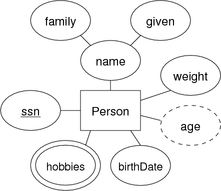 family
given
name
weight
ssn
Person
age
hobbies
birthDate